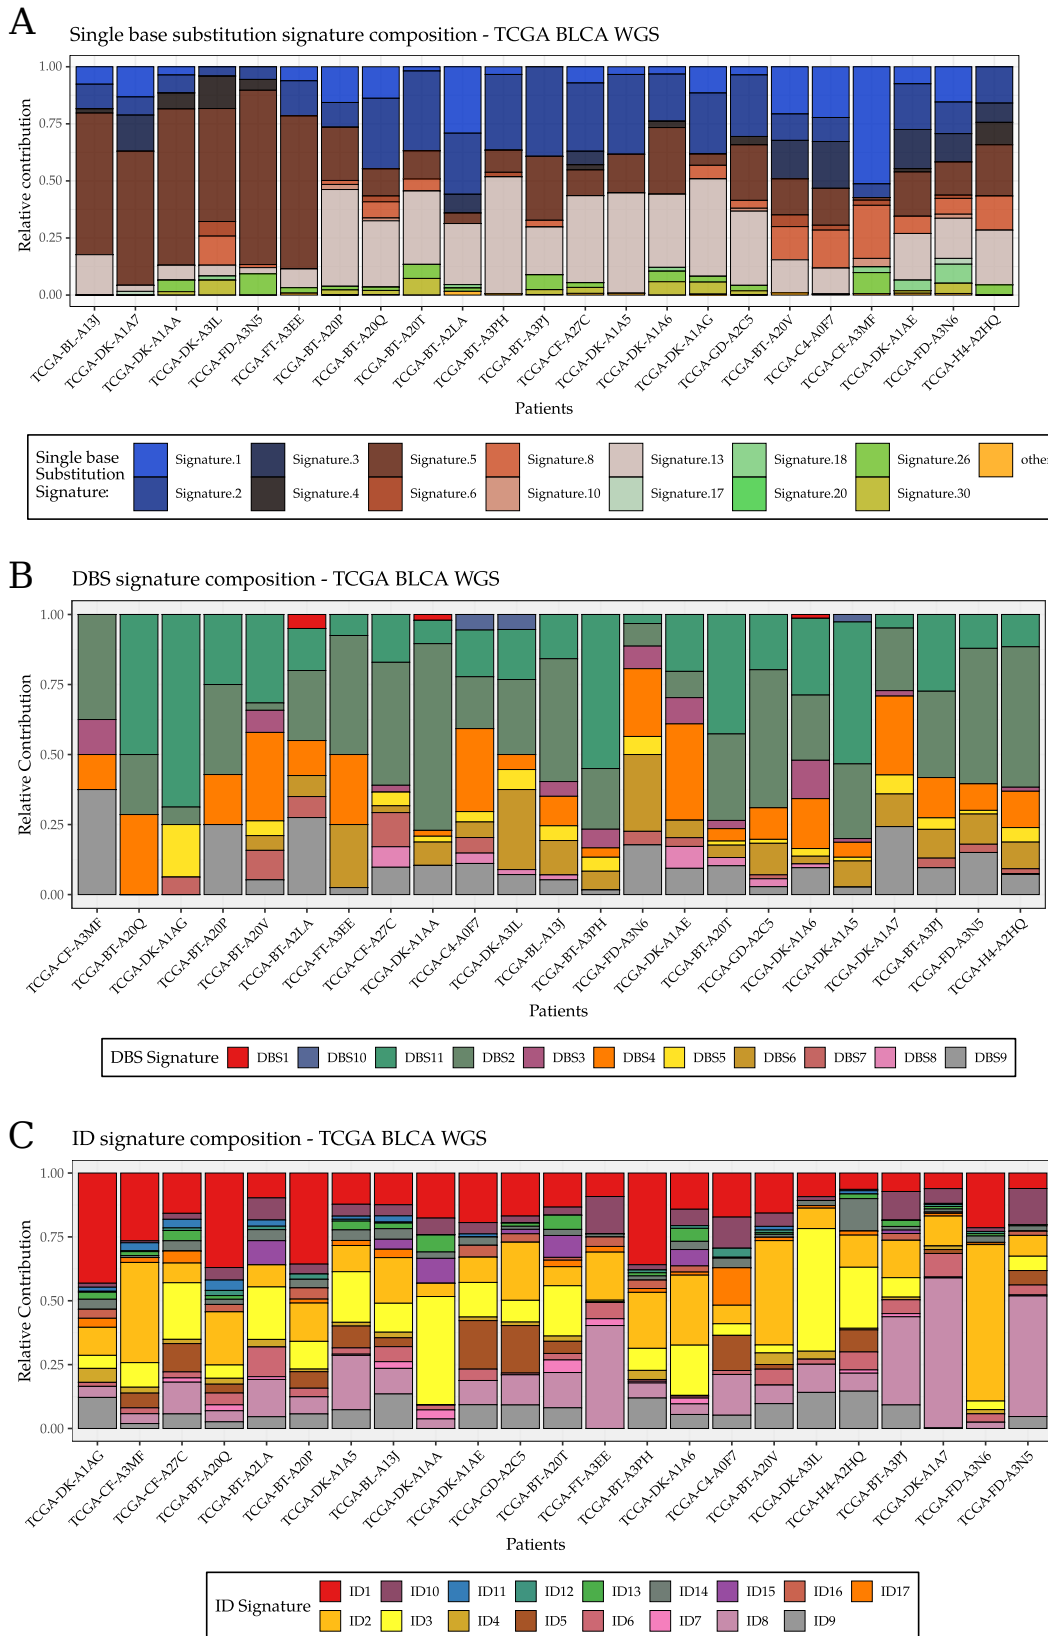 A
Single base substitution signature composition - TCGA BLCA WGS
Relative contribution
1.00
0.75
0.50
0.25
0.00
TCGA-BL-A13J
TCGA-DK-A1A7
TCGA-DK-A1AA
TCGA-DK-A3IL
TCGA-FD-A3N5
TCGA-FT-A3EE
TCGA-BT-A20P
TCGA-BT-A20Q
TCGA-BT-A20T
TCGA-BT-A2LA
TCGA-BT-A3PH
TCGA-BT-A3PJ
TCGA-CF-A27C
TCGA-DK-A1A5
TCGA-DK-A1A6
TCGA-DK-A1AG
TCGA-GD-A2C5
TCGA-BT-A20V
TCGA-C4-A0F7
TCGA-CF-A3MF
TCGA-DK-A1AE
TCGA-FD-A3N6
TCGA-H4-A2HQ
Patients
Single base
Substitution
Signature:
Signature.1 Signature.3 Signature.5 Signature.8 Signature.13 Signature.18 Signature.26 other
Signature.2 Signature.4 Signature.6 Signature.10 Signature.17 Signature.20 Signature.30
B
DBS signature composition - TCGA BLCA WGS
Relative Contribution
1.00
0.75
0.50
0.25
0.00
TCGA-CF-A3MF
TCGA-BT-A20Q
TCGA-DK-A1AG
TCGA-BT-A20P
TCGA-BT-A20V
TCGA-BT-A2LA
TCGA-FT-A3EE
TCGA-CF-A27C
TCGA-DK-A1AA
TCGA-C4-A0F7
TCGA-DK-A3IL
TCGA-BL-A13J
TCGA-BT-A3PH
TCGA-FD-A3N6
TCGA-DK-A1AE
TCGA-BT-A20T
TCGA-GD-A2C5
TCGA-DK-A1A6
TCGA-DK-A1A5
TCGA-DK-A1A7
TCGA-BT-A3PJ
TCGA-FD-A3N5
TCGA-H4-A2HQ
Patients
DBS Signature DBS1 DBS10 DBS11 DBS2 DBS3 DBS4 DBS5 DBS6 DBS7 DBS8 DBS9
C
ID signature composition - TCGA BLCA WGS
Relative Contribution
1.00
0.75
0.50
0.25
0.00
TCGA-DK-A1AG
TCGA-CF-A3MF
TCGA-CF-A27C
TCGA-BT-A20Q
TCGA-BT-A2LA
TCGA-BT-A20P
TCGA-DK-A1A5
TCGA-BL-A13J
TCGA-DK-A1AA
TCGA-DK-A1AE
TCGA-GD-A2C5
TCGA-BT-A20T
TCGA-FT-A3EE
TCGA-BT-A3PH
TCGA-DK-A1A6
TCGA-C4-A0F7
TCGA-BT-A20V
TCGA-DK-A3IL
TCGA-H4-A2HQ
TCGA-BT-A3PJ
TCGA-DK-A1A7
TCGA-FD-A3N6
TCGA-FD-A3N5
Patients
ID Signature
ID1 ID10 ID11 ID12 ID13 ID14 ID15 ID16 ID17
ID2 ID3 ID4 ID5 ID6 ID7 ID8 ID9